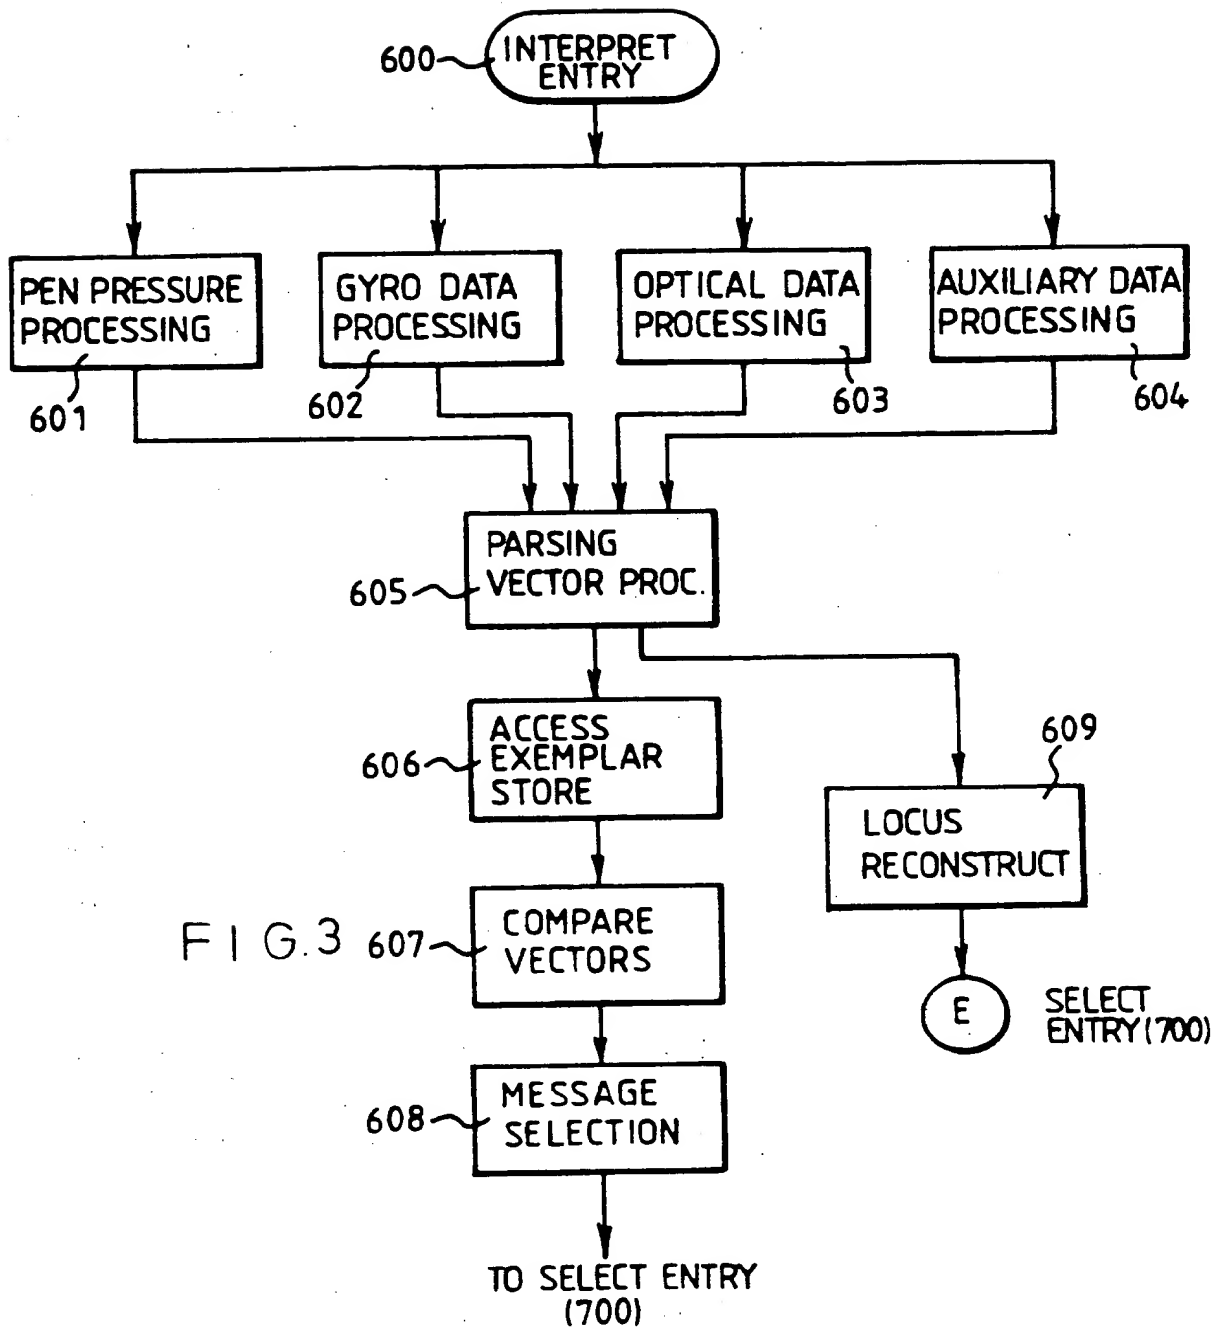 600
INTERPRET
ENTRY
PEN PRESSURE
PROCESSING
601
GYRO DATA
PROCESSING
602
OPTICAL DATA
PROCESSING
603
AUXILIARY DATA
PROCESSING
604
PARSING
VECTOR PROC.
605
ACCESS
EXEMPLAR
STORE
606
609
LOCUS
RECONSTRUCT
COMPARE
VECTORS
607
FIG.3
E
SELECT
ENTRY(700)
MESSAGE
SELECTION
608
TO SELECT ENTRY
(700)